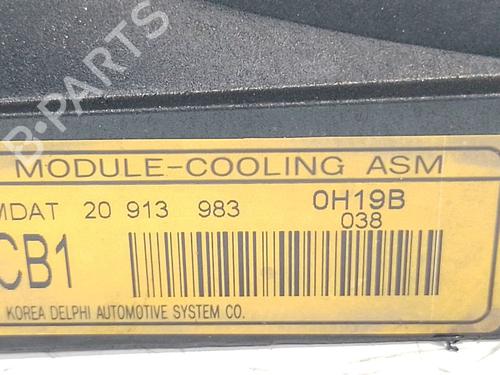 B-PARTS
MODULE-COOLING ASM
MDAT 20 913 983 0H19B
038
CB1
KOREA DELPHI AUTOMOTIVE SYSTEM CO.